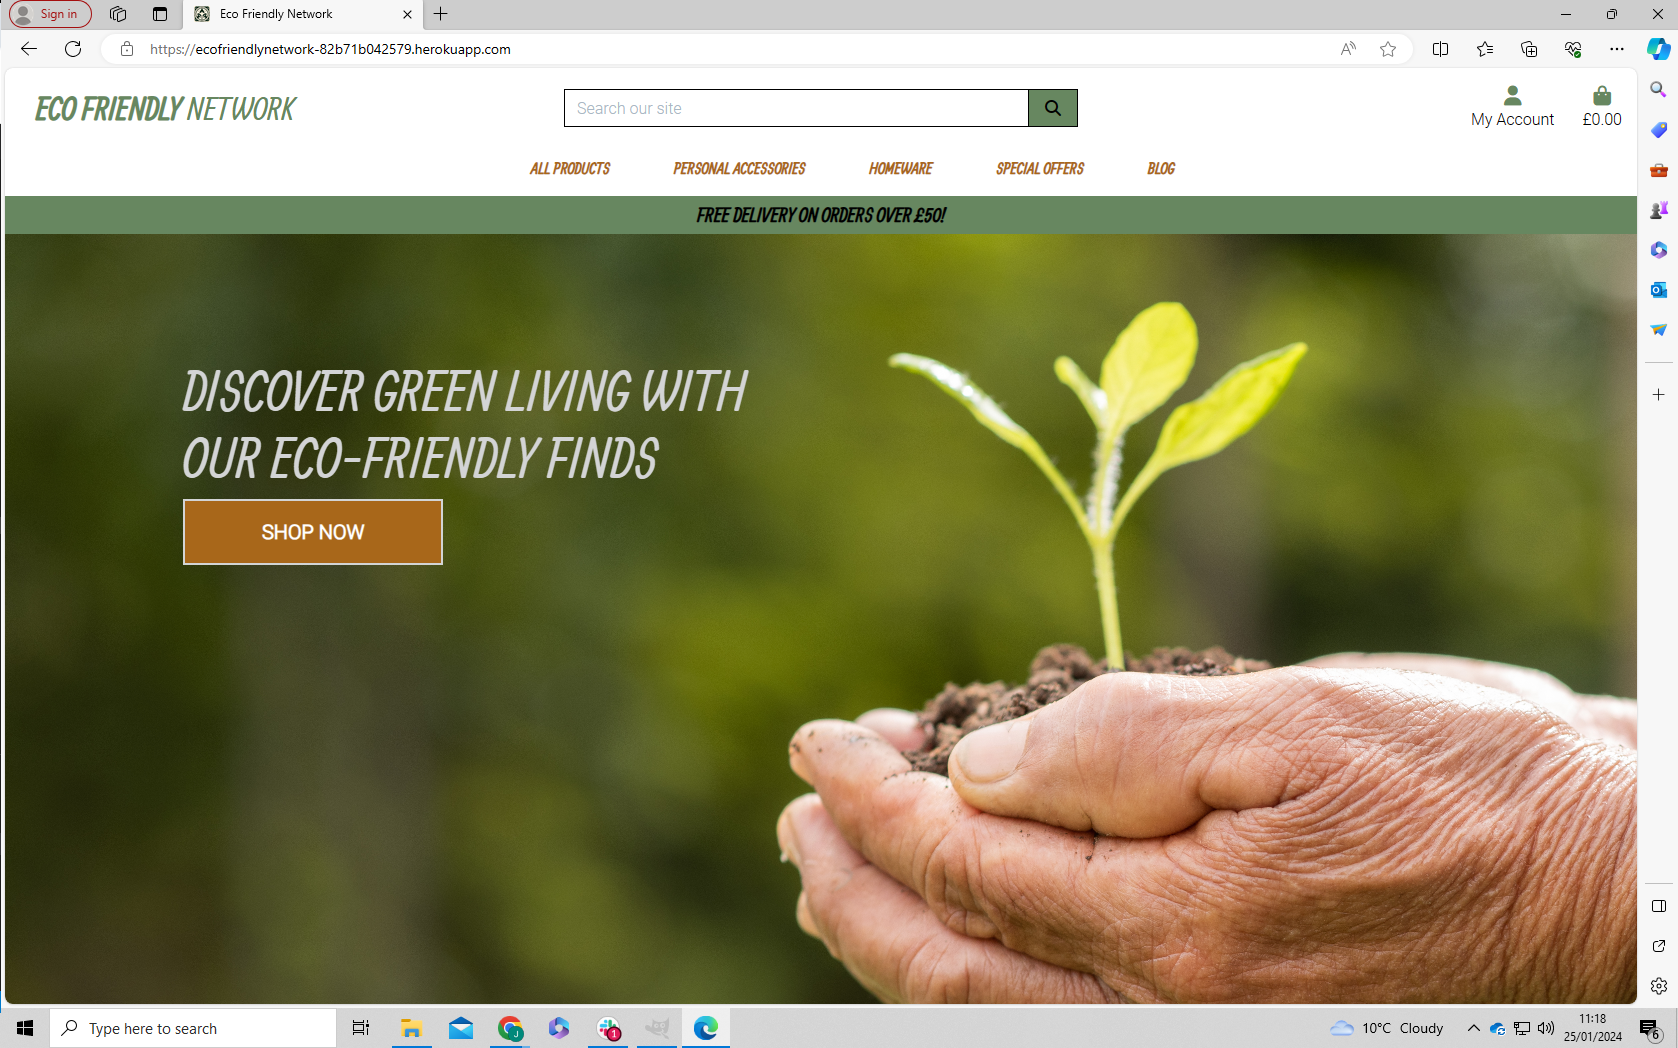 Sign in
Eco Friendly Network
https://ecofriendlynetwork-82b71b042579.herokuapp.com
ECO FRIENDLY NETWORK
Search our site
My Account
£0.00
ALL PRODUCTS
PERSONAL ACCESSORIES
HOMEWARE
SPECIAL OFFERS
BLOG
FREE DELIVERY ON ORDERS OVER £50!
DISCOVER GREEN LIVING WITH
OUR ECO-FRIENDLY FINDS
SHOP NOW
Type here to search
J
1
10°C Cloudy
11:18
25/01/2024
6